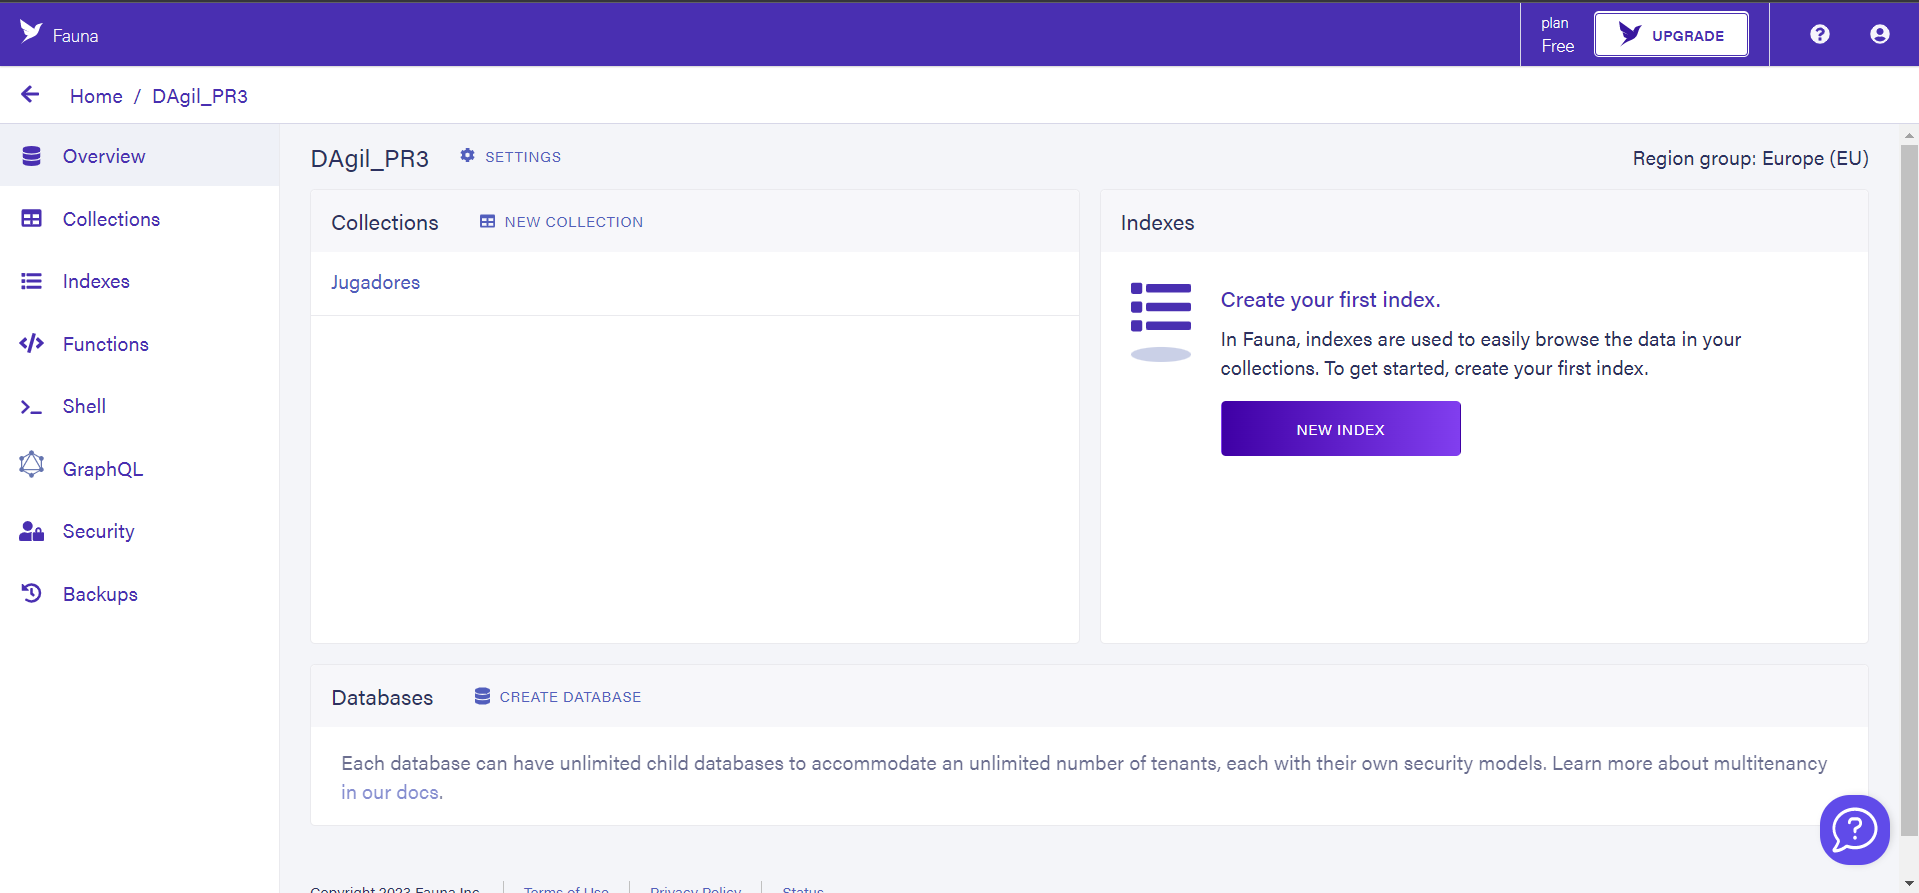 Fauna
plan
Free
UPGRADE
Home / DAgil_PR3
Overview
Collections
Indexes
Functions
Shell
GraphQL
Security
Backups
DAgil_PR3
SETTINGS
Region group: Europe (EU)
Collections
NEW COLLECTION
Jugadores
Indexes
Create your first index.
In Fauna, indexes are used to easily browse the data in your
collections. To get started, create your first index.
NEW INDEX
Databases
CREATE DATABASE
Each database can have unlimited child databases to accommodate an unlimited number of tenants, each with their own security models. Learn more about multitenancy
in our docs.
Copyright 2023 Fauna Inc.
Terms of Use
Privacy Policy
Status